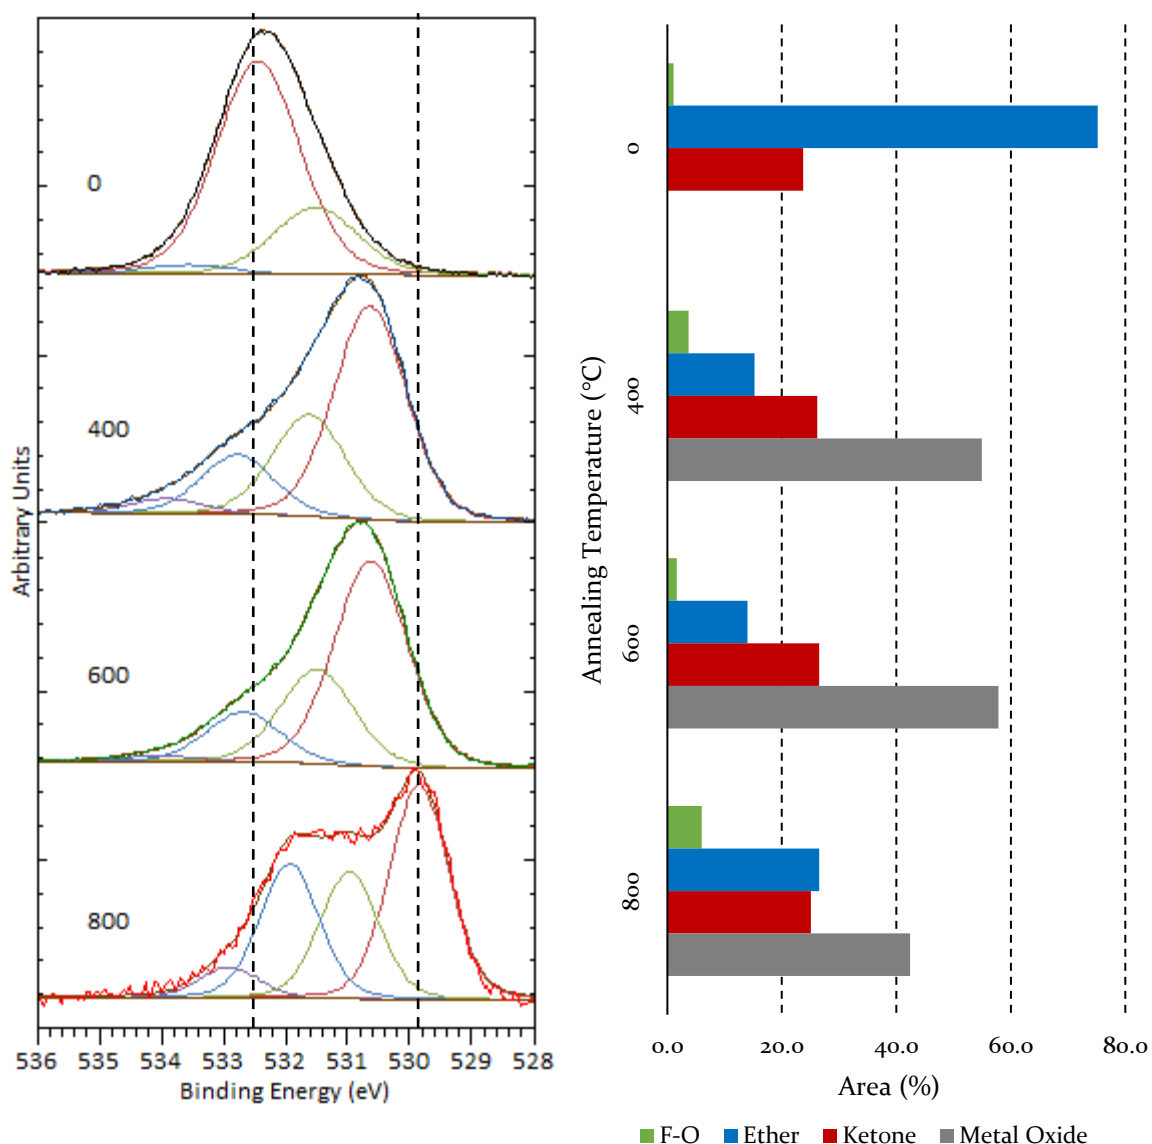 Arbitrary Units
0
400
600
800
536 535 534 533 532 531 530 529 528
Binding Energy (eV)
Annealing Temperature (°C)
0
400
600
800
0.0 20.0 40.0 60.0 80.0
Area (%)
F-O Ether Ketone Metal Oxide